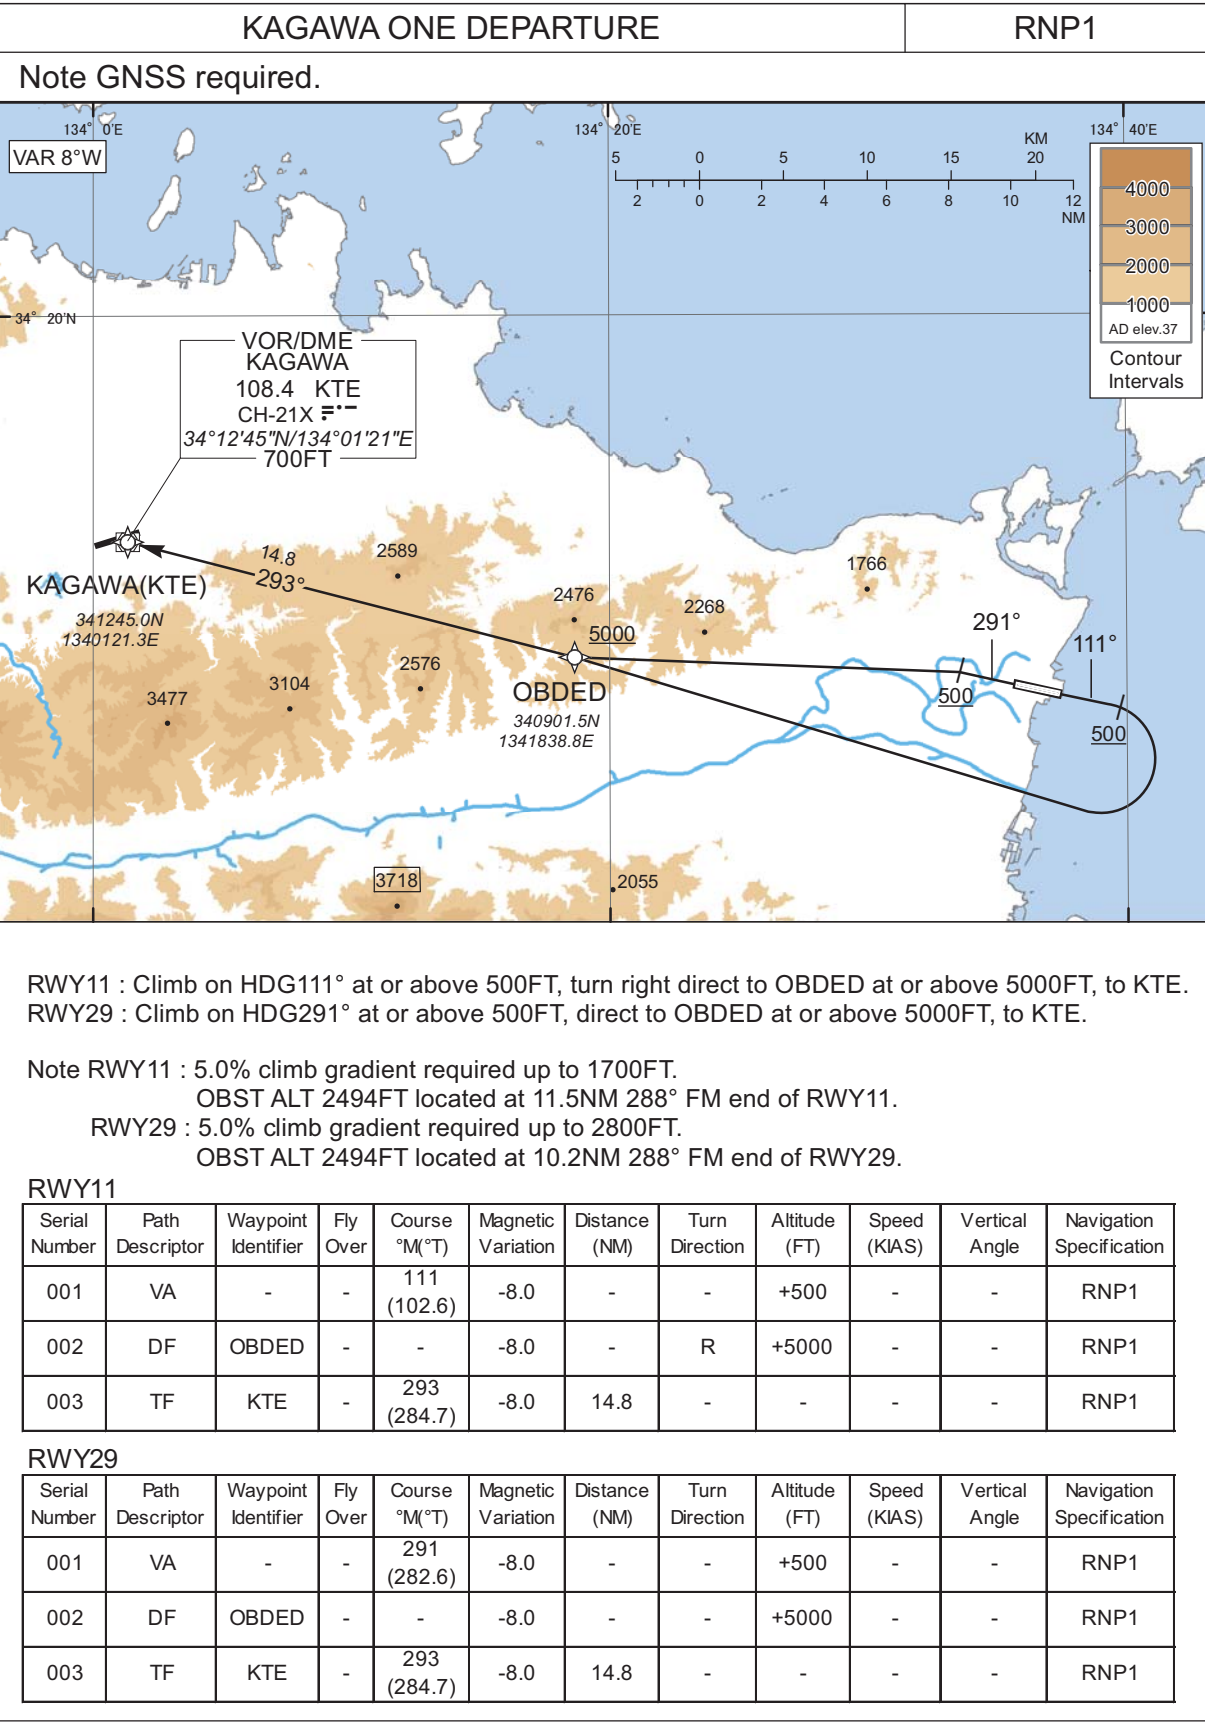 KAGAWA ONE DEPARTURE
RNP1
Note GNSS required.
134° 0'E
134° 20'E
134° 40'E
VAR 8°W
KM
5 0 5 10 15 20
2 0 2 4 6 8 10 12
NM
4000
3000
2000
1000
AD elev.37
Contour
Intervals
34° 20'N
VOR/DME
KAGAWA
108.4 KTE
CH-21X
34°12'45"N/134°01'21"E
700FT
14.8
293°
2589
1766
KAGAWA(KTE)
341245.0N
1340121.3E
2476
2268
5000
291°
111°
2576
3104
3477
OBDED
340901.5N
1341838.8E
500
500
3718
2055
RWY11 : Climb on HDG111° at or above 500FT, turn right direct to OBDED at or above 5000FT, to KTE.
RWY29 : Climb on HDG291° at or above 500FT, direct to OBDED at or above 5000FT, to KTE.
Note RWY11 : 5.0% climb gradient required up to 1700FT.
OBST ALT 2494FT located at 11.5NM 288° FM end of RWY11.
RWY29 : 5.0% climb gradient required up to 2800FT.
OBST ALT 2494FT located at 10.2NM 288° FM end of RWY29.
RWY11
Serial Path Waypoint Fly Course Magnetic Distance Turn Altitude Speed Vertical Navigation
Number Descriptor Identifier Over °M(°T) Variation (NM) Direction (FT) (KIAS) Angle Specification
001 VA - - 111 (102.6) -8.0 - - +500 - - RNP1
002 DF OBDED - - -8.0 - R +5000 - - RNP1
003 TF KTE - 293 (284.7) -8.0 14.8 - - - - RNP1
RWY29
Serial Path Waypoint Fly Course Magnetic Distance Turn Altitude Speed Vertical Navigation
Number Descriptor Identifier Over °M(°T) Variation (NM) Direction (FT) (KIAS) Angle Specification
001 VA - - 291 (282.6) -8.0 - - +500 - - RNP1
002 DF OBDED - - -8.0 - - +5000 - - RNP1
003 TF KTE - 293 (284.7) -8.0 14.8 - - - - RNP1